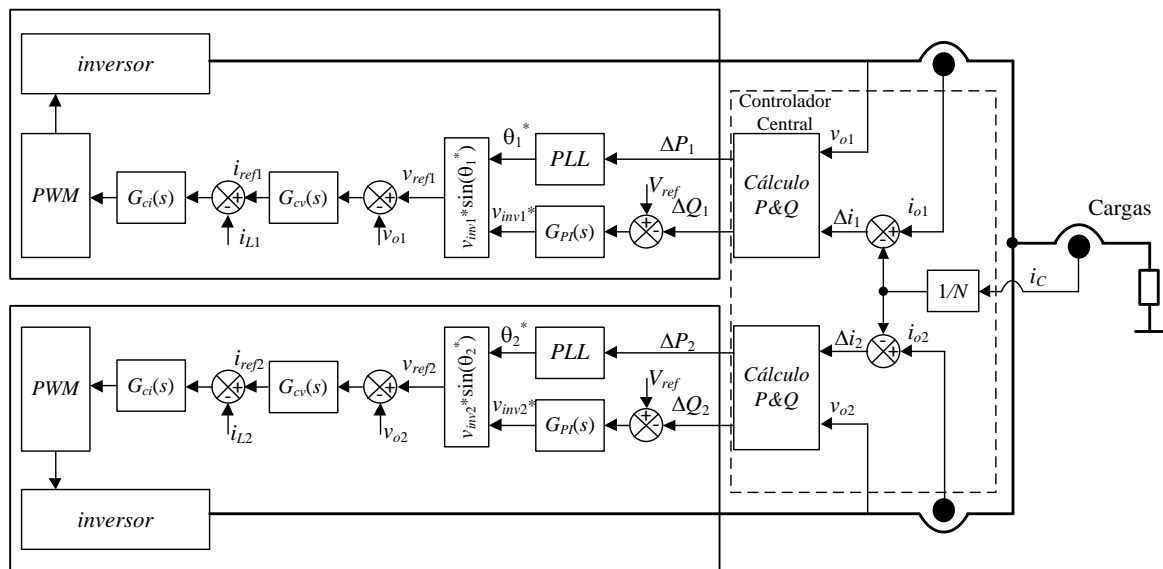 inversor
PWM
G_ci(s)
i_ref1
i_L1
G_cv(s)
v_ref1
v_o1
v_inv1*sin(θ_1*)
θ_1*
v_inv1*
PLL
G_PI(s)
V_ref
ΔP_1
ΔQ_1
Controlador
Central
Cálculo
P&Q
v_o1
Δi_1
i_o1
1/N
i_C
Cargas
PWM
G_ci(s)
i_ref2
i_L2
G_cv(s)
v_ref2
v_o2
v_inv2*sin(θ_2*)
θ_2*
v_inv2*
PLL
G_PI(s)
V_ref
ΔP_2
ΔQ_2
Cálculo
P&Q
Δi_2
i_o2
v_o2
inversor